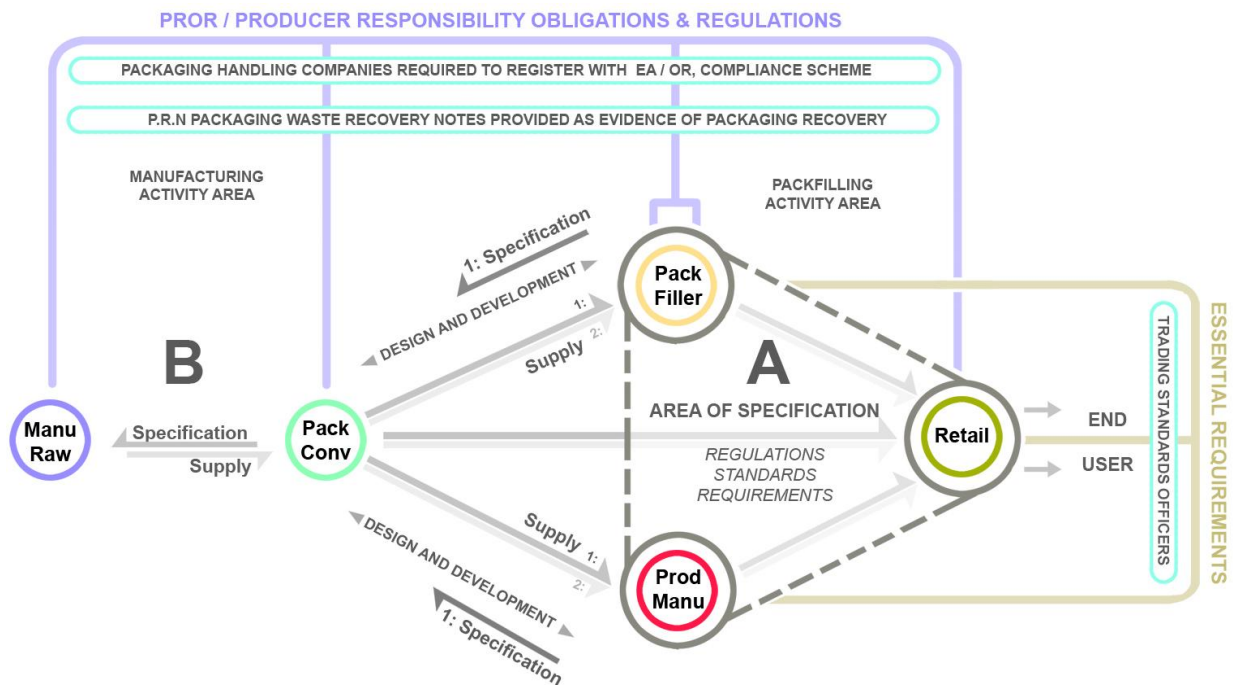 PROR / PRODUCER RESPONSIBILITY OBLIGATIONS & REGULATIONS
PACKAGING HANDLING COMPANIES REQUIRED TO REGISTER WITH EA / OR, COMPLIANCE SCHEME
P.R.N PACKAGING WASTE RECOVERY NOTES PROVIDED AS EVIDENCE OF PACKAGING RECOVERY
MANUFACTURING
ACTIVITY AREA
PACKFILLING
ACTIVITY AREA
1: Specification
DESIGN AND DEVELOPMENT
1:
Supply 2:
Pack
Filler
B
A
Manu
Raw
Specification
Supply
Pack
Conv
AREA OF SPECIFICATION
REGULATIONS
STANDARDS
REQUIREMENTS
Retail
END
USER
TRADING STANDARDS OFFICERS
ESSENTIAL REQUIREMENTS
Supply 1:
2:
DESIGN AND DEVELOPMENT
1: Specification
Prod
Manu